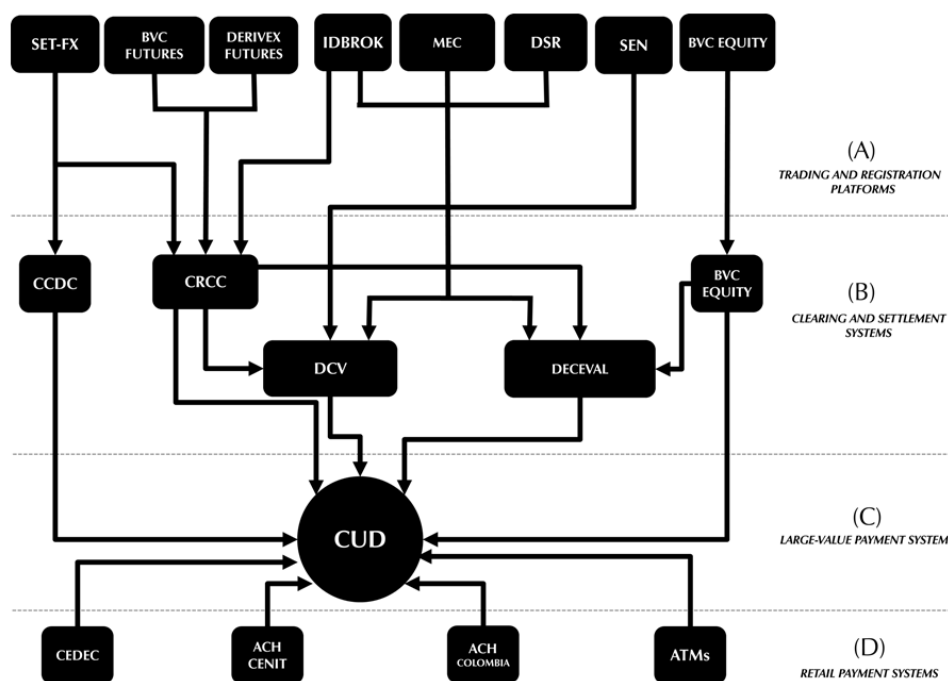 SET-FX
BVC
FUTURES
DERIVEX
FUTURES
IDBROK
MEC
DSR
SEN
BVC EQUITY
(A)
TRADING AND REGISTRATION
PLATFORMS
CCDC
CRCC
BVC
EQUITY
(B)
CLEARING AND SETTLEMENT
SYSTEMS
DCV
DECEVAL
CUD
(C)
LARGE-VALUE PAYMENT SYSTEM
CEDEC
ACH
CENIT
ACH
COLOMBIA
ATMs
(D)
RETAIL PAYMENT SYSTEMS